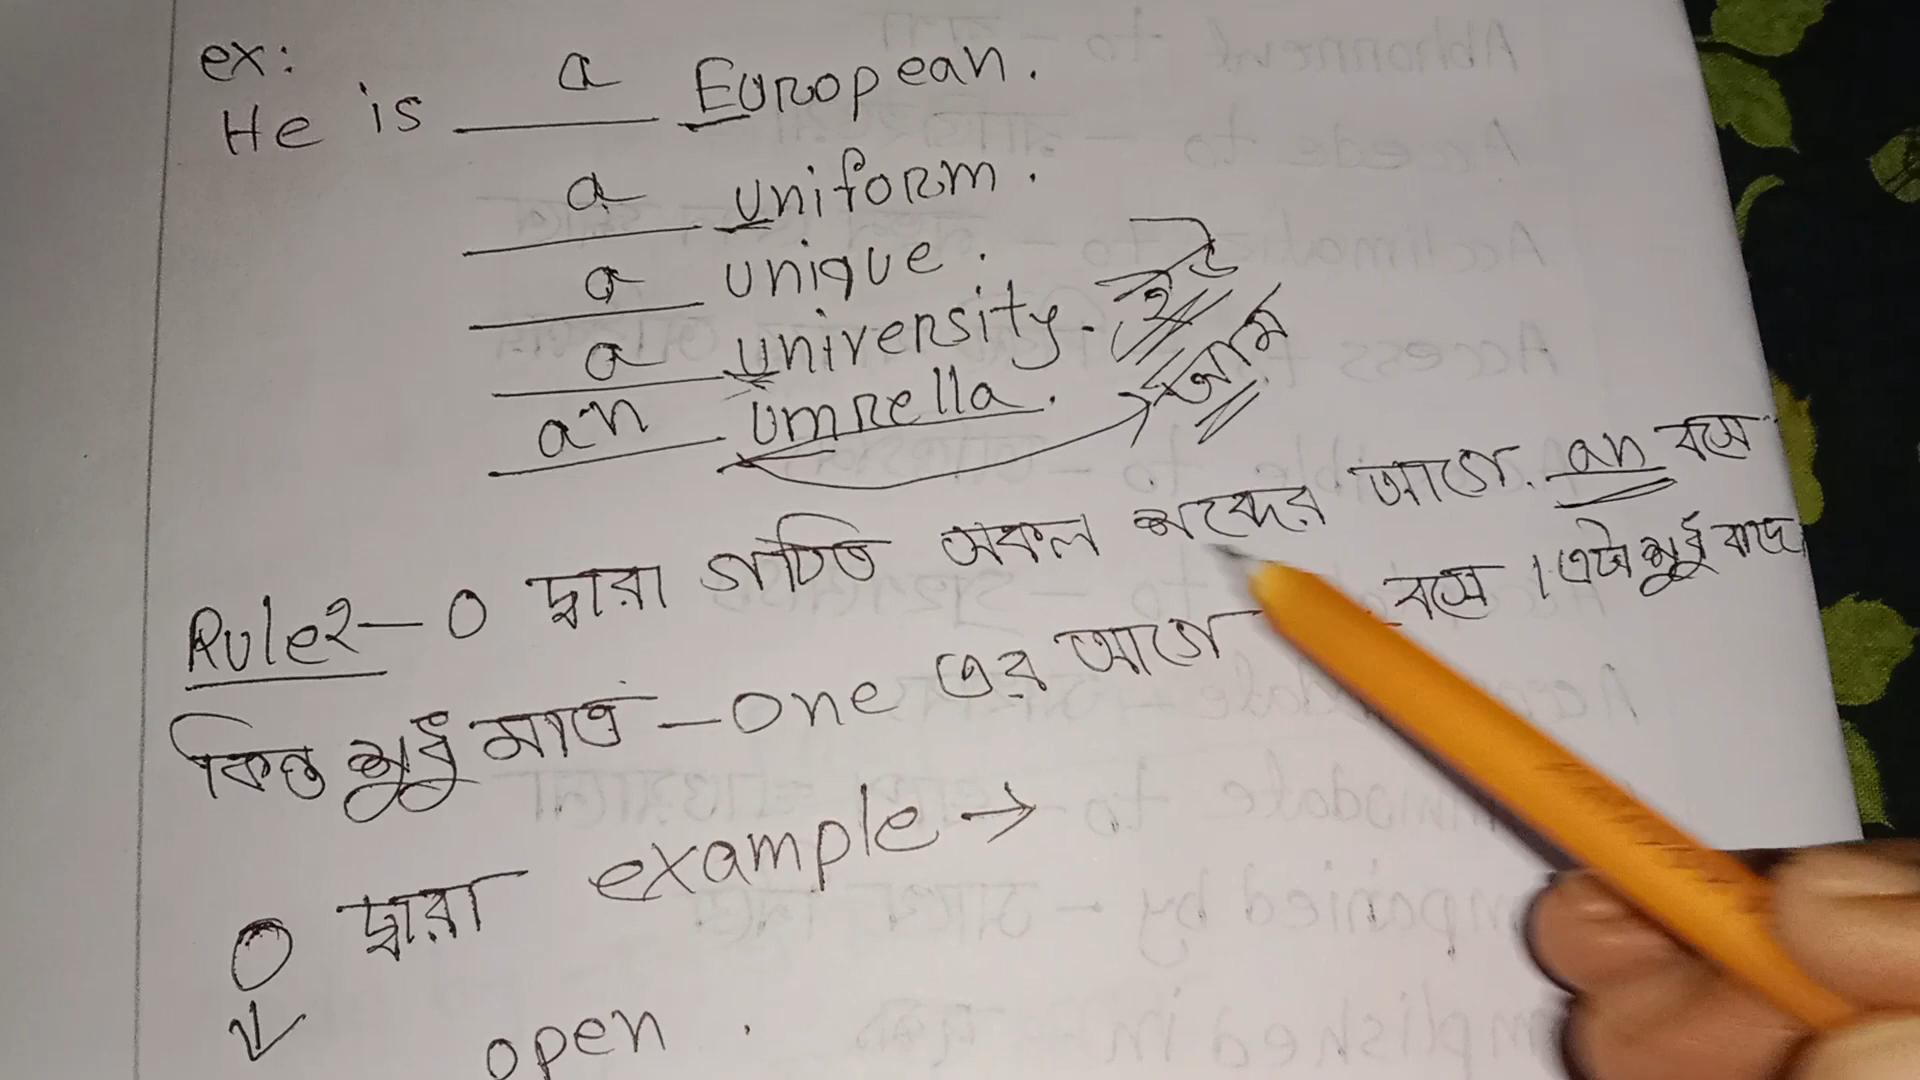 ex:
He is a European.
a uniform.
a unique.
a university.
an umrella.
আম
Rule2— O দ্বারা গঠিত সকল শব্দের আগে an বসে
কিন্তু শুধু মাত্র — one এর আগে বসে। এটা শুধু বাদে
O দ্বারা example →
open.